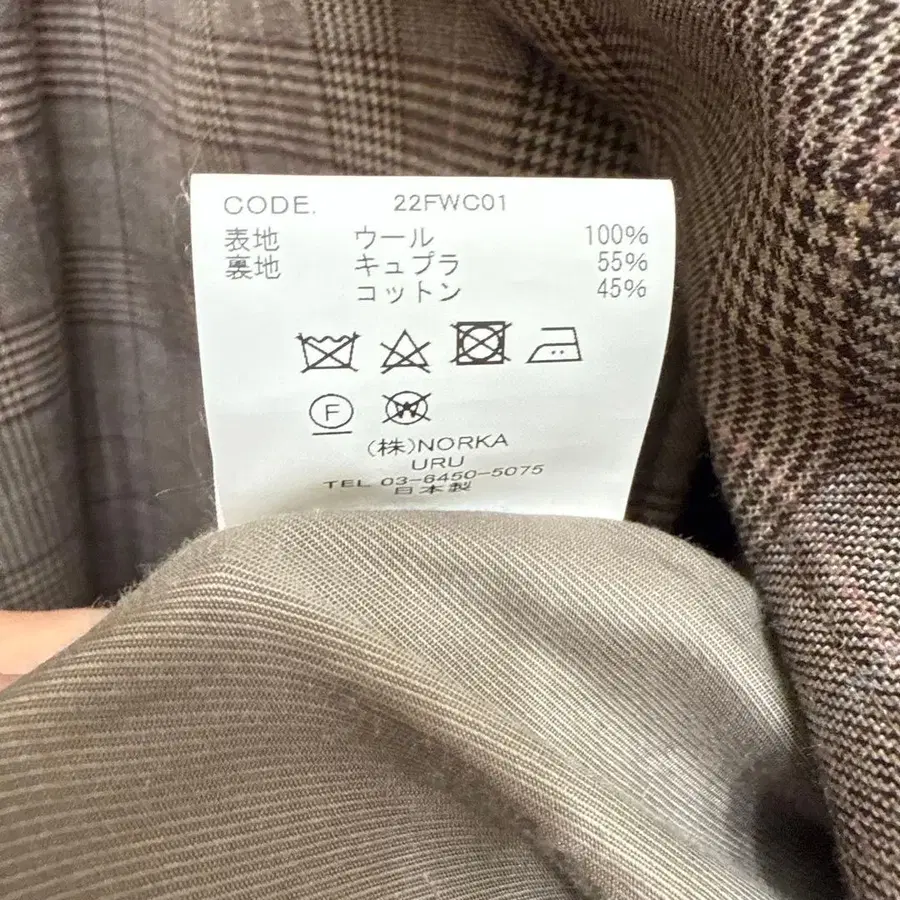 CODE. 22FWC01
表地 ウール 100%
裏地 キュプラ 55%
コットン 45%
F W
(株)NORKA
URU
TEL 03-6450-5075
日本製